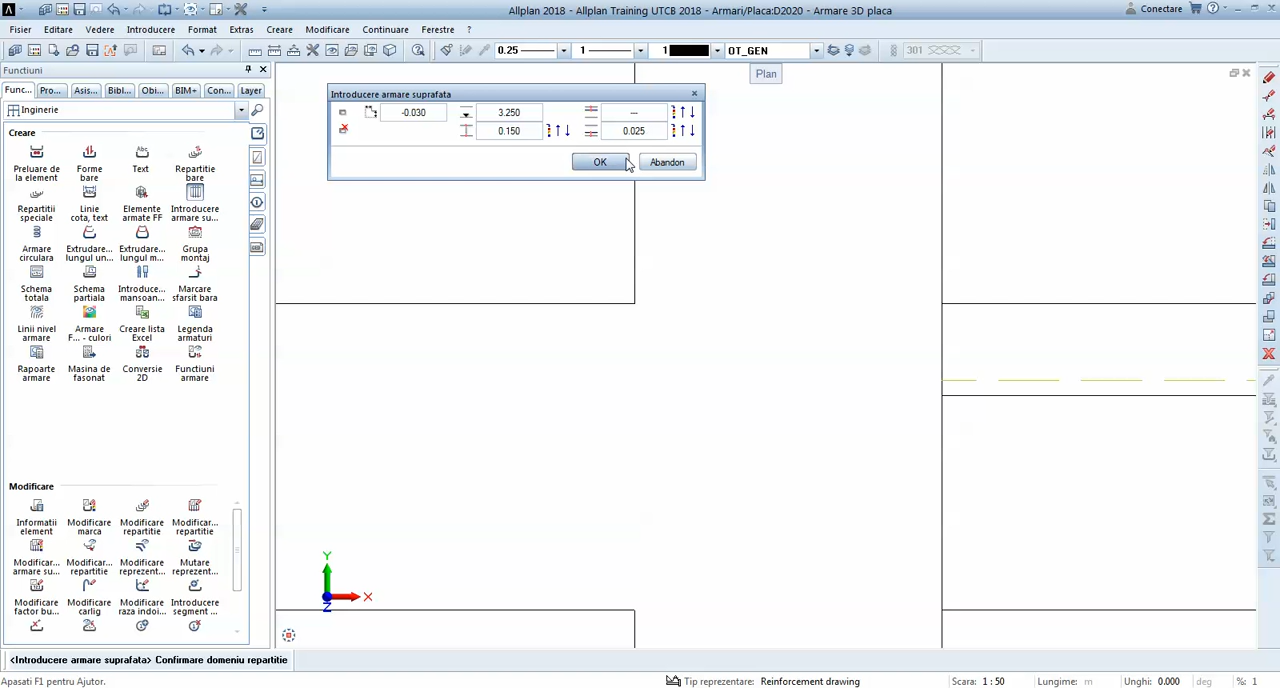 Allplan 2018 - Allplan Training UTCB 2018 - Armari/Placa:D2020 - Armare 3D placa
Conectare
Fisier Editare Vedere Introducere Format Extras Creare Modificare Continuare Ferestre ?
0.25 1 1 OT_GEN 301
Functiuni
Plan
Func... Pro... Asis... Bibl... Obi... BIM+ Con... Layer
Inginerie
Creare
Preluare de la element
Forme bare
Text
Repartitie bare
Repartitii speciale
Linie cota, text
Elemente armate FF
Introducere armare su...
Armare circulara
Extrudare... lungul un...
Extrudare... lungul m...
Grupa montaj
Schema totala
Schema partiala
Introduce... mansoan...
Marcare sfarsit bara
Linii nivel armare
Armare F... - culori
Creare lista Excel
Legenda armaturi
Rapoarte armare
Masina de fasonat
Conversie 2D
Functiuni armare
Modificare
Informatii element
Modificare marca
Modificare repartitie
Modificar... repartitie
Modificar... armare su...
Modificar... repartitie
Modificare reprezent...
Mutare reprezent...
Modificare factor bu...
Modificare carlig
Modificare raza indoi...
Introducere segment ...
Introducere armare suprafata
-0.030 3.250 ---
0.150 0.025
OK Abandon
Y
X
Z
<Introducere armare suprafata> Confirmare domeniu repartitie
Apasati F1 pentru Ajutor.
Tip reprezentare: Reinforcement drawing Scara: 1 : 50 Lungime: m Unghi: 0.000 deg %: 1